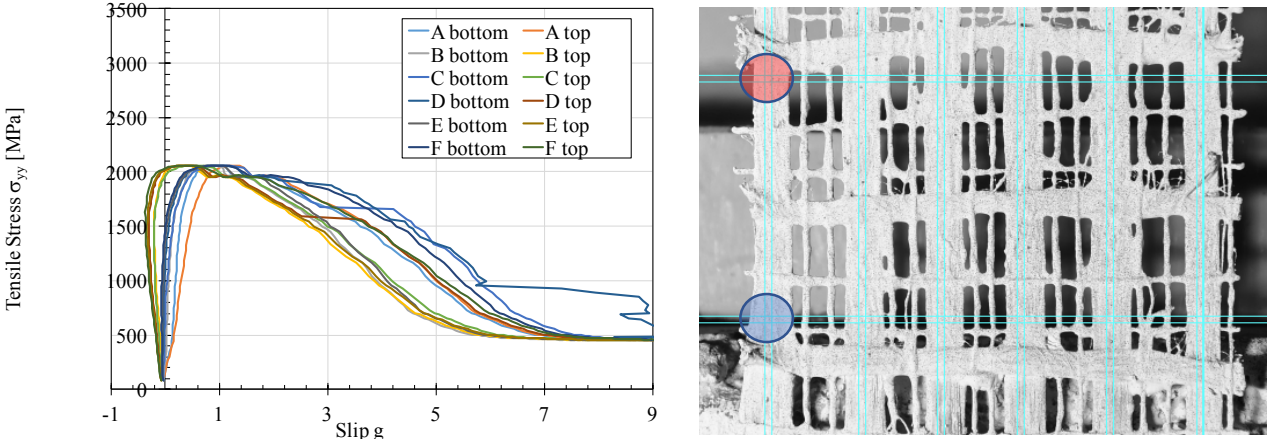 3500
3000
2500
2000
1500
1000
500
0
Tensile Stress σyy [MPa]
-1 1 3 5 7 9
Slip g
A bottom A top
B bottom B top
C bottom C top
D bottom D top
E bottom E top
F bottom F top